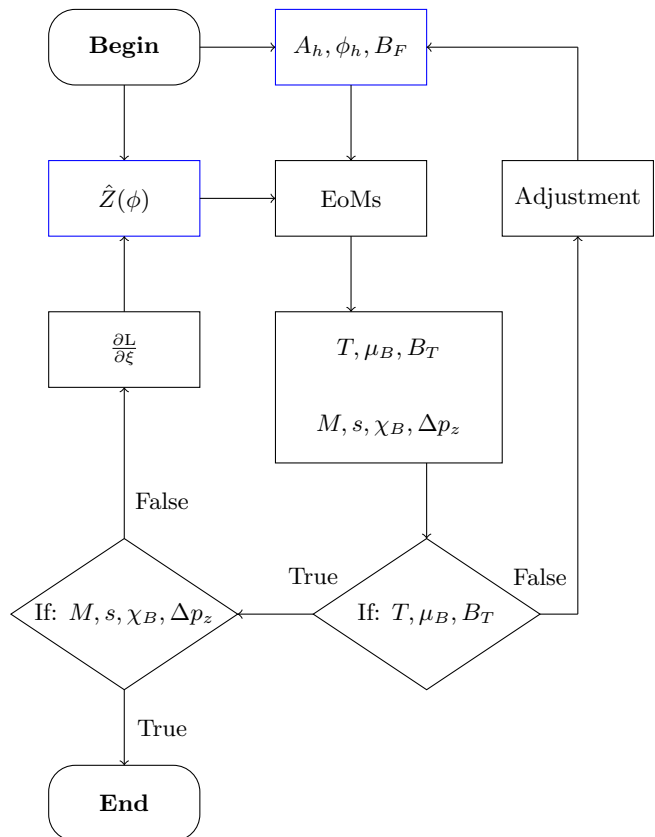 Begin
A_h, ϕ_h, B_F
Ẑ(ϕ)
EoMs
Adjustment
∂L/∂ξ
T, μ_B, B_T
M, s, χ_B, Δp_z
False
True
False
If: M, s, χ_B, Δp_z
If: T, μ_B, B_T
True
End